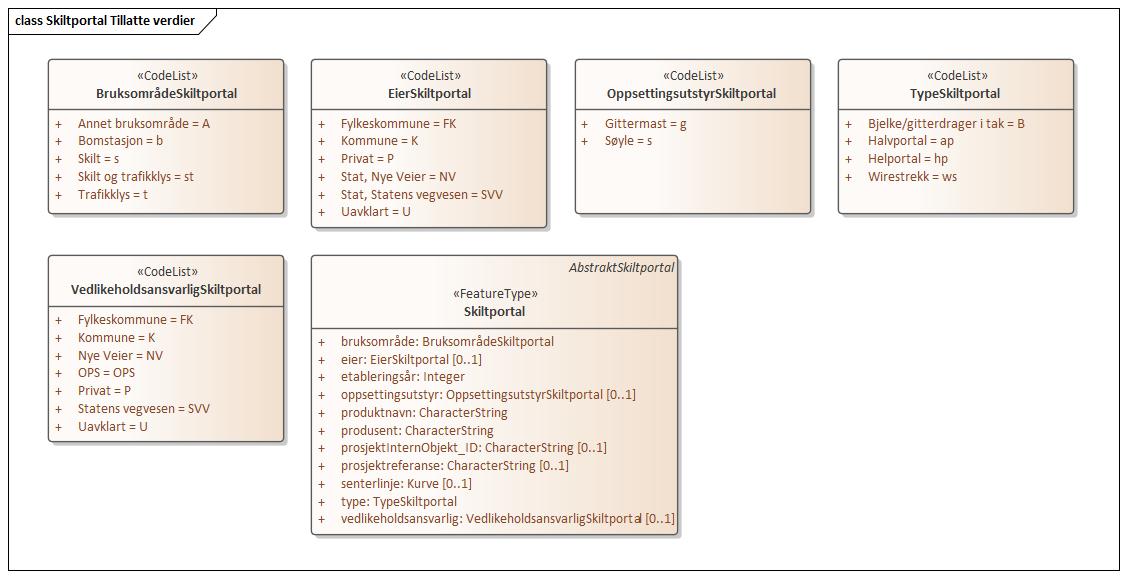 class Skiltportal Tillatte verdier
«CodeList»
BruksområdeSkiltportal
+ Annet bruksområde = A
+ Bomstasjon = b
+ Skilt = s
+ Skilt og trafikklys = st
+ Trafikklys = t
«CodeList»
EierSkiltportal
+ Fylkeskommune = FK
+ Kommune = K
+ Privat = P
+ Stat, Nye Veier = NV
+ Stat, Statens vegvesen = SVV
+ Uavklart = U
«CodeList»
OppsettingsutstyrSkiltportal
+ Gittermast = g
+ Søyle = s
«CodeList»
TypeSkiltportal
+ Bjelke/gitterdrager i tak = B
+ Halvportal = ap
+ Helportal = hp
+ Wirestrekk = ws
«CodeList»
VedlikeholdsansvarligSkiltportal
+ Fylkeskommune = FK
+ Kommune = K
+ Nye Veier = NV
+ OPS = OPS
+ Privat = P
+ Statens vegvesen = SVV
+ Uavklart = U
AbstraktSkiltportal
«FeatureType»
Skiltportal
+ bruksområde: BruksområdeSkiltportal
+ eier: EierSkiltportal [0..1]
+ etableringsår: Integer
+ oppsettingsutstyr: OppsettingsutstyrSkiltportal [0..1]
+ produktnavn: CharacterString
+ produsent: CharacterString
+ prosjektInternObjekt_ID: CharacterString [0..1]
+ prosjektreferanse: CharacterString [0..1]
+ senterlinje: Kurve [0..1]
+ type: TypeSkiltportal
+ vedlikeholdsansvarlig: VedlikeholdsansvarligSkiltportal [0..1]